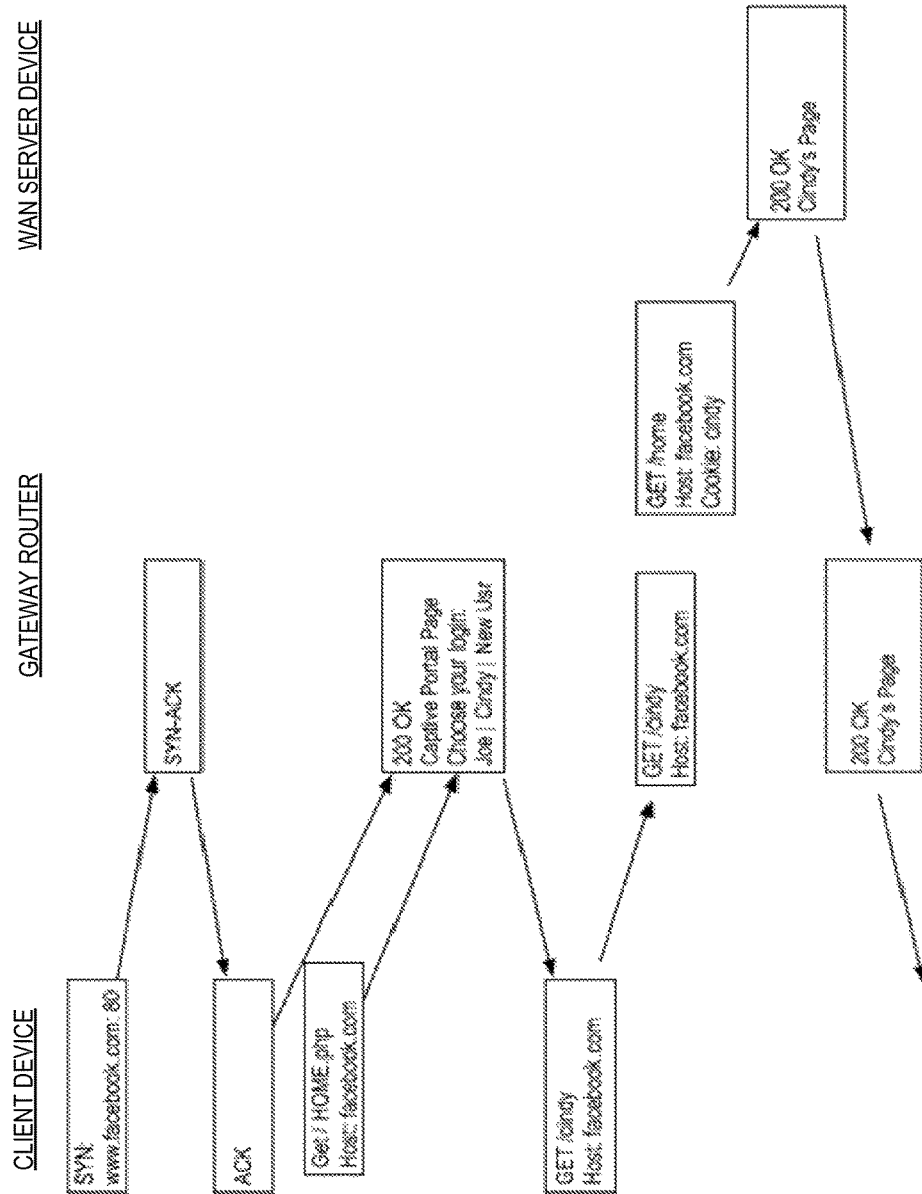 CLIENT DEVICE
GATEWAY ROUTER
WAN SERVER DEVICE
SYN:
www.facebook.com: 80
SYN-ACK
ACK
Get / HOME.php
Host: facebook.com
200 OK
Captive Portal Page
Choose your login:
Joe | Cindy | New Usr
GET /cindy
Host: facebook.com
GET /cindy
Host: facebook.com
GET /home
Host: facebook.com
Cookie: cindy
200 OK
Cindy's Page
200 OK
Cindy's Page